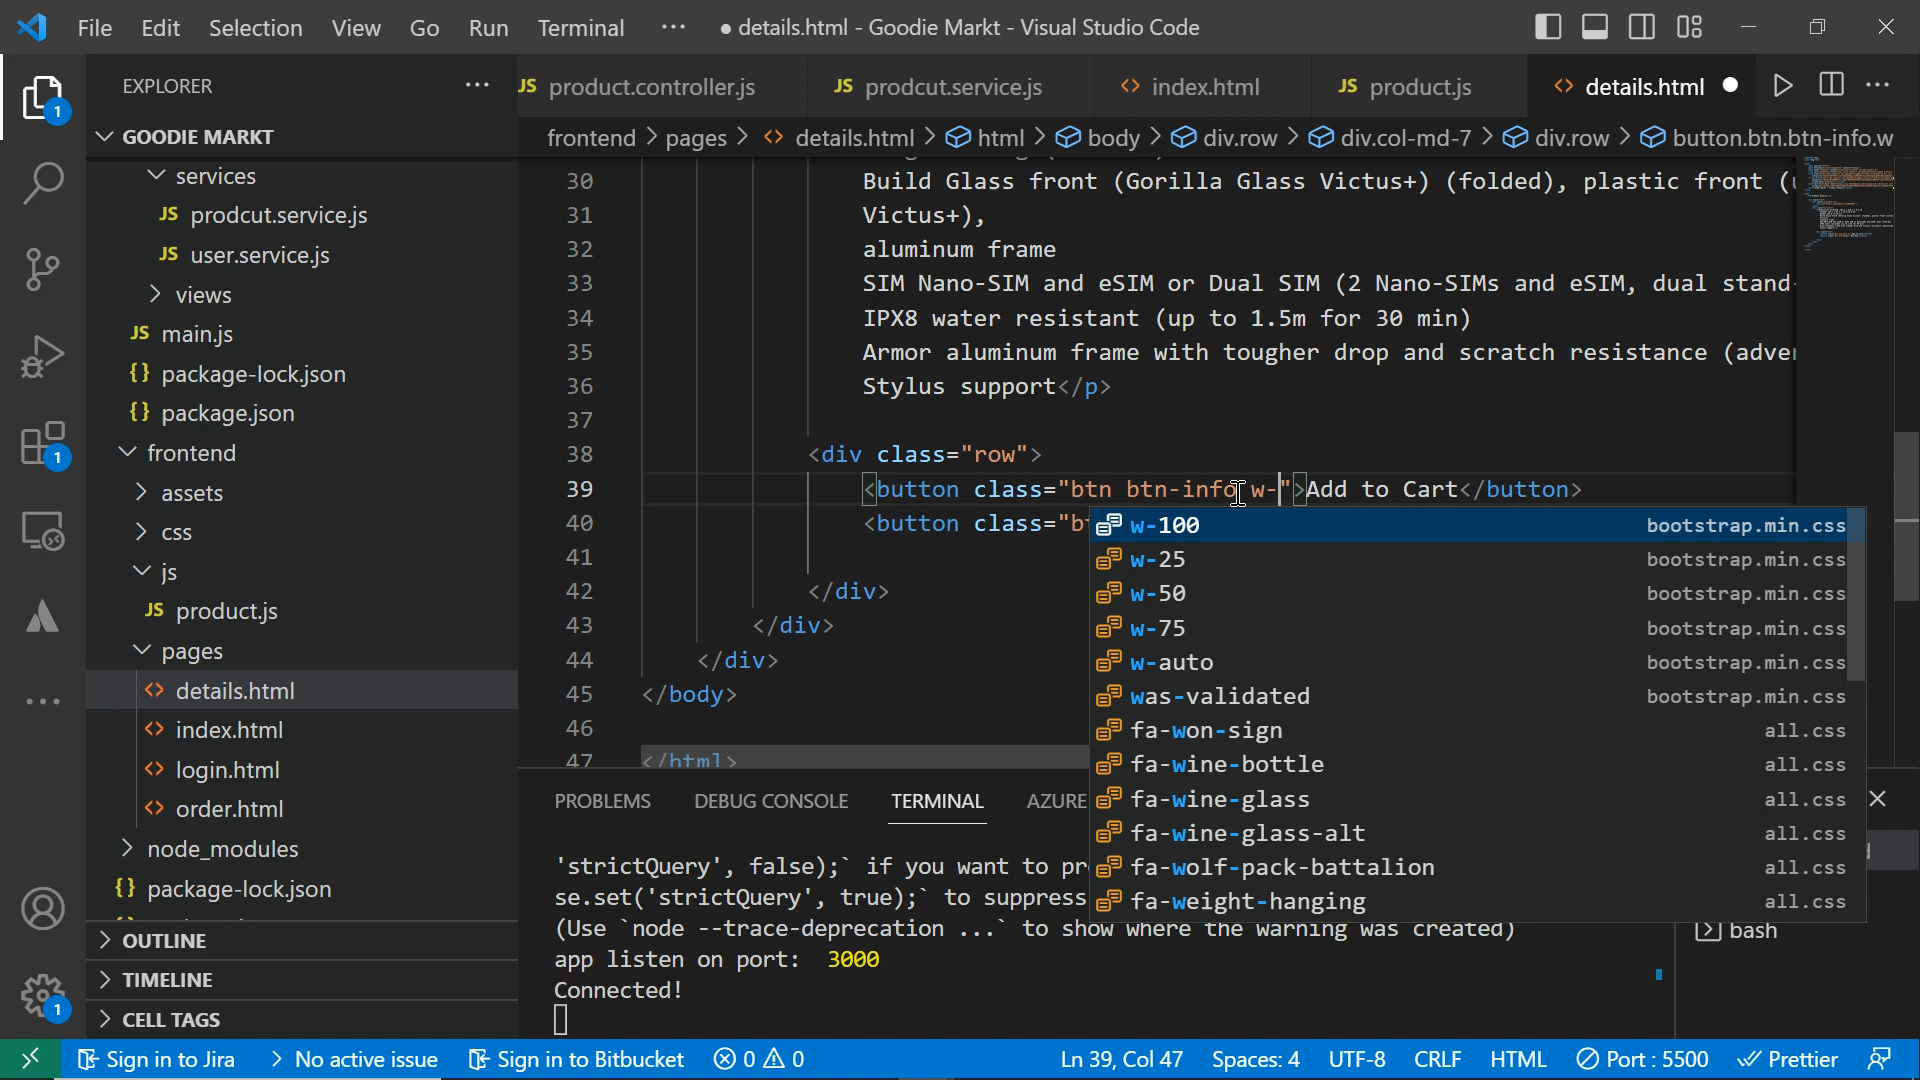 File Edit Selection View Go Run Terminal ··· ● details.html - Goodie Markt - Visual Studio Code
EXPLORER ···
JS product.controller.js JS prodcut.service.js <> index.html JS product.js <> details.html ●
1
GOODIE MARKT
frontend > pages > <> details.html > html > body > div.row > div.col-md-7 > div.row > button.btn.btn-info.w
services
JS prodcut.service.js
JS user.service.js
views
JS main.js
{} package-lock.json
{} package.json
frontend
assets
1
css
js
JS product.js
pages
<> details.html
<> index.html
<> login.html
<> order.html
node_modules
{} package-lock.json
OUTLINE
TIMELINE
1
CELL TAGS
30 Build Glass front (Gorilla Glass Victus+) (folded), plastic front (
31 Victus+),
32 aluminum frame
33 SIM Nano-SIM and eSIM or Dual SIM (2 Nano-SIMs and eSIM, dual stand-
34 IPX8 water resistant (up to 1.5m for 30 min)
35 Armor aluminum frame with tougher drop and scratch resistance (adve
36 Stylus support</p>
37
38 <div class="row">
39 <button class="btn btn-info w-">Add to Cart</button>
40 <button class="b
41
42 </div>
43 </div>
44 </div>
45 </body>
46
47 </html>
w-100 bootstrap.min.css
w-25 bootstrap.min.css
w-50 bootstrap.min.css
w-75 bootstrap.min.css
w-auto bootstrap.min.css
was-validated bootstrap.min.css
fa-won-sign all.css
fa-wine-bottle all.css
fa-wine-glass all.css
fa-wine-glass-alt all.css
fa-wolf-pack-battalion all.css
fa-weight-hanging all.css
PROBLEMS DEBUG CONSOLE TERMINAL AZURE
'strictQuery', false);` if you want to pr
se.set('strictQuery', true);` to suppress
(Use `node --trace-deprecation ...` to show where the warning was created)
app listen on port: 3000
Connected!
bash
Sign in to Jira > No active issue Sign in to Bitbucket 0 0 Ln 39, Col 47 Spaces: 4 UTF-8 CRLF HTML Port : 5500 Prettier